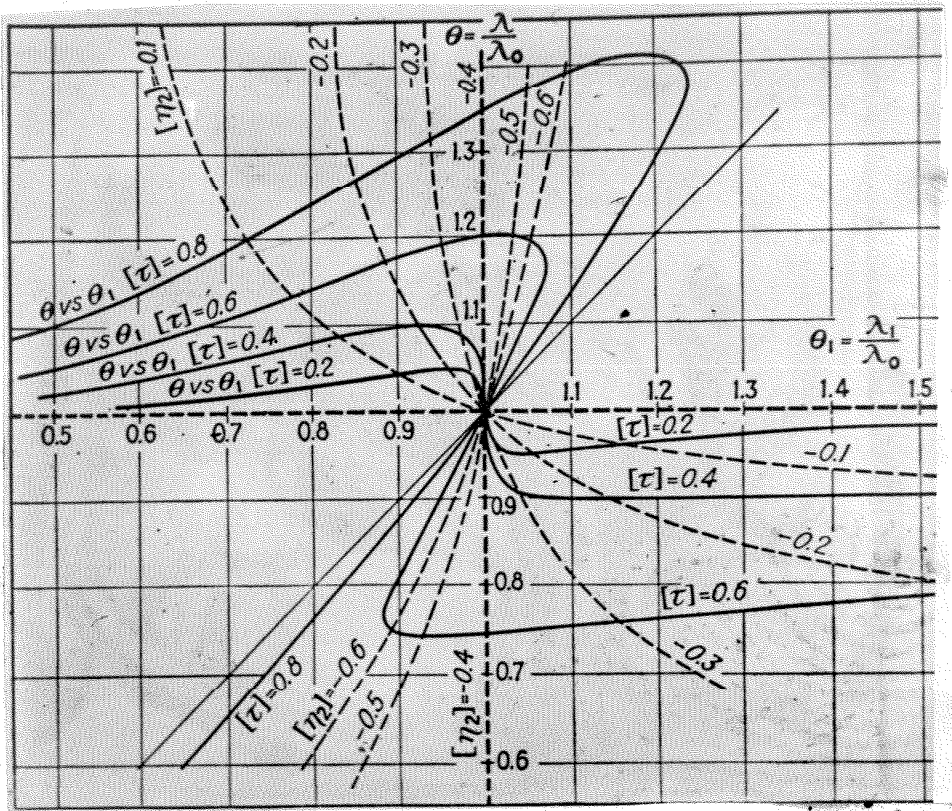 [η2]=-0.1
-0.2
-0.3
θ = λ/λ0
-0.4
-0.5
-0.6
1.3
1.2
1.1
θ vs θ1 [τ]=0.8
θ vs θ1 [τ]=0.6
θ vs θ1 [τ]=0.4
θ vs θ1 [τ]=0.2
θ1 = λ1/λ0
0.5 0.6 0.7 0.8 0.9
1.1 1.2 1.3 1.4 1.5
[τ]=0.2
-0.1
[τ]=0.4
0.9
-0.2
0.8
[τ]=0.6
-0.3
0.7
0.6
[τ]=0.8
[η2]=-0.6
-0.5
[η2]=-0.4